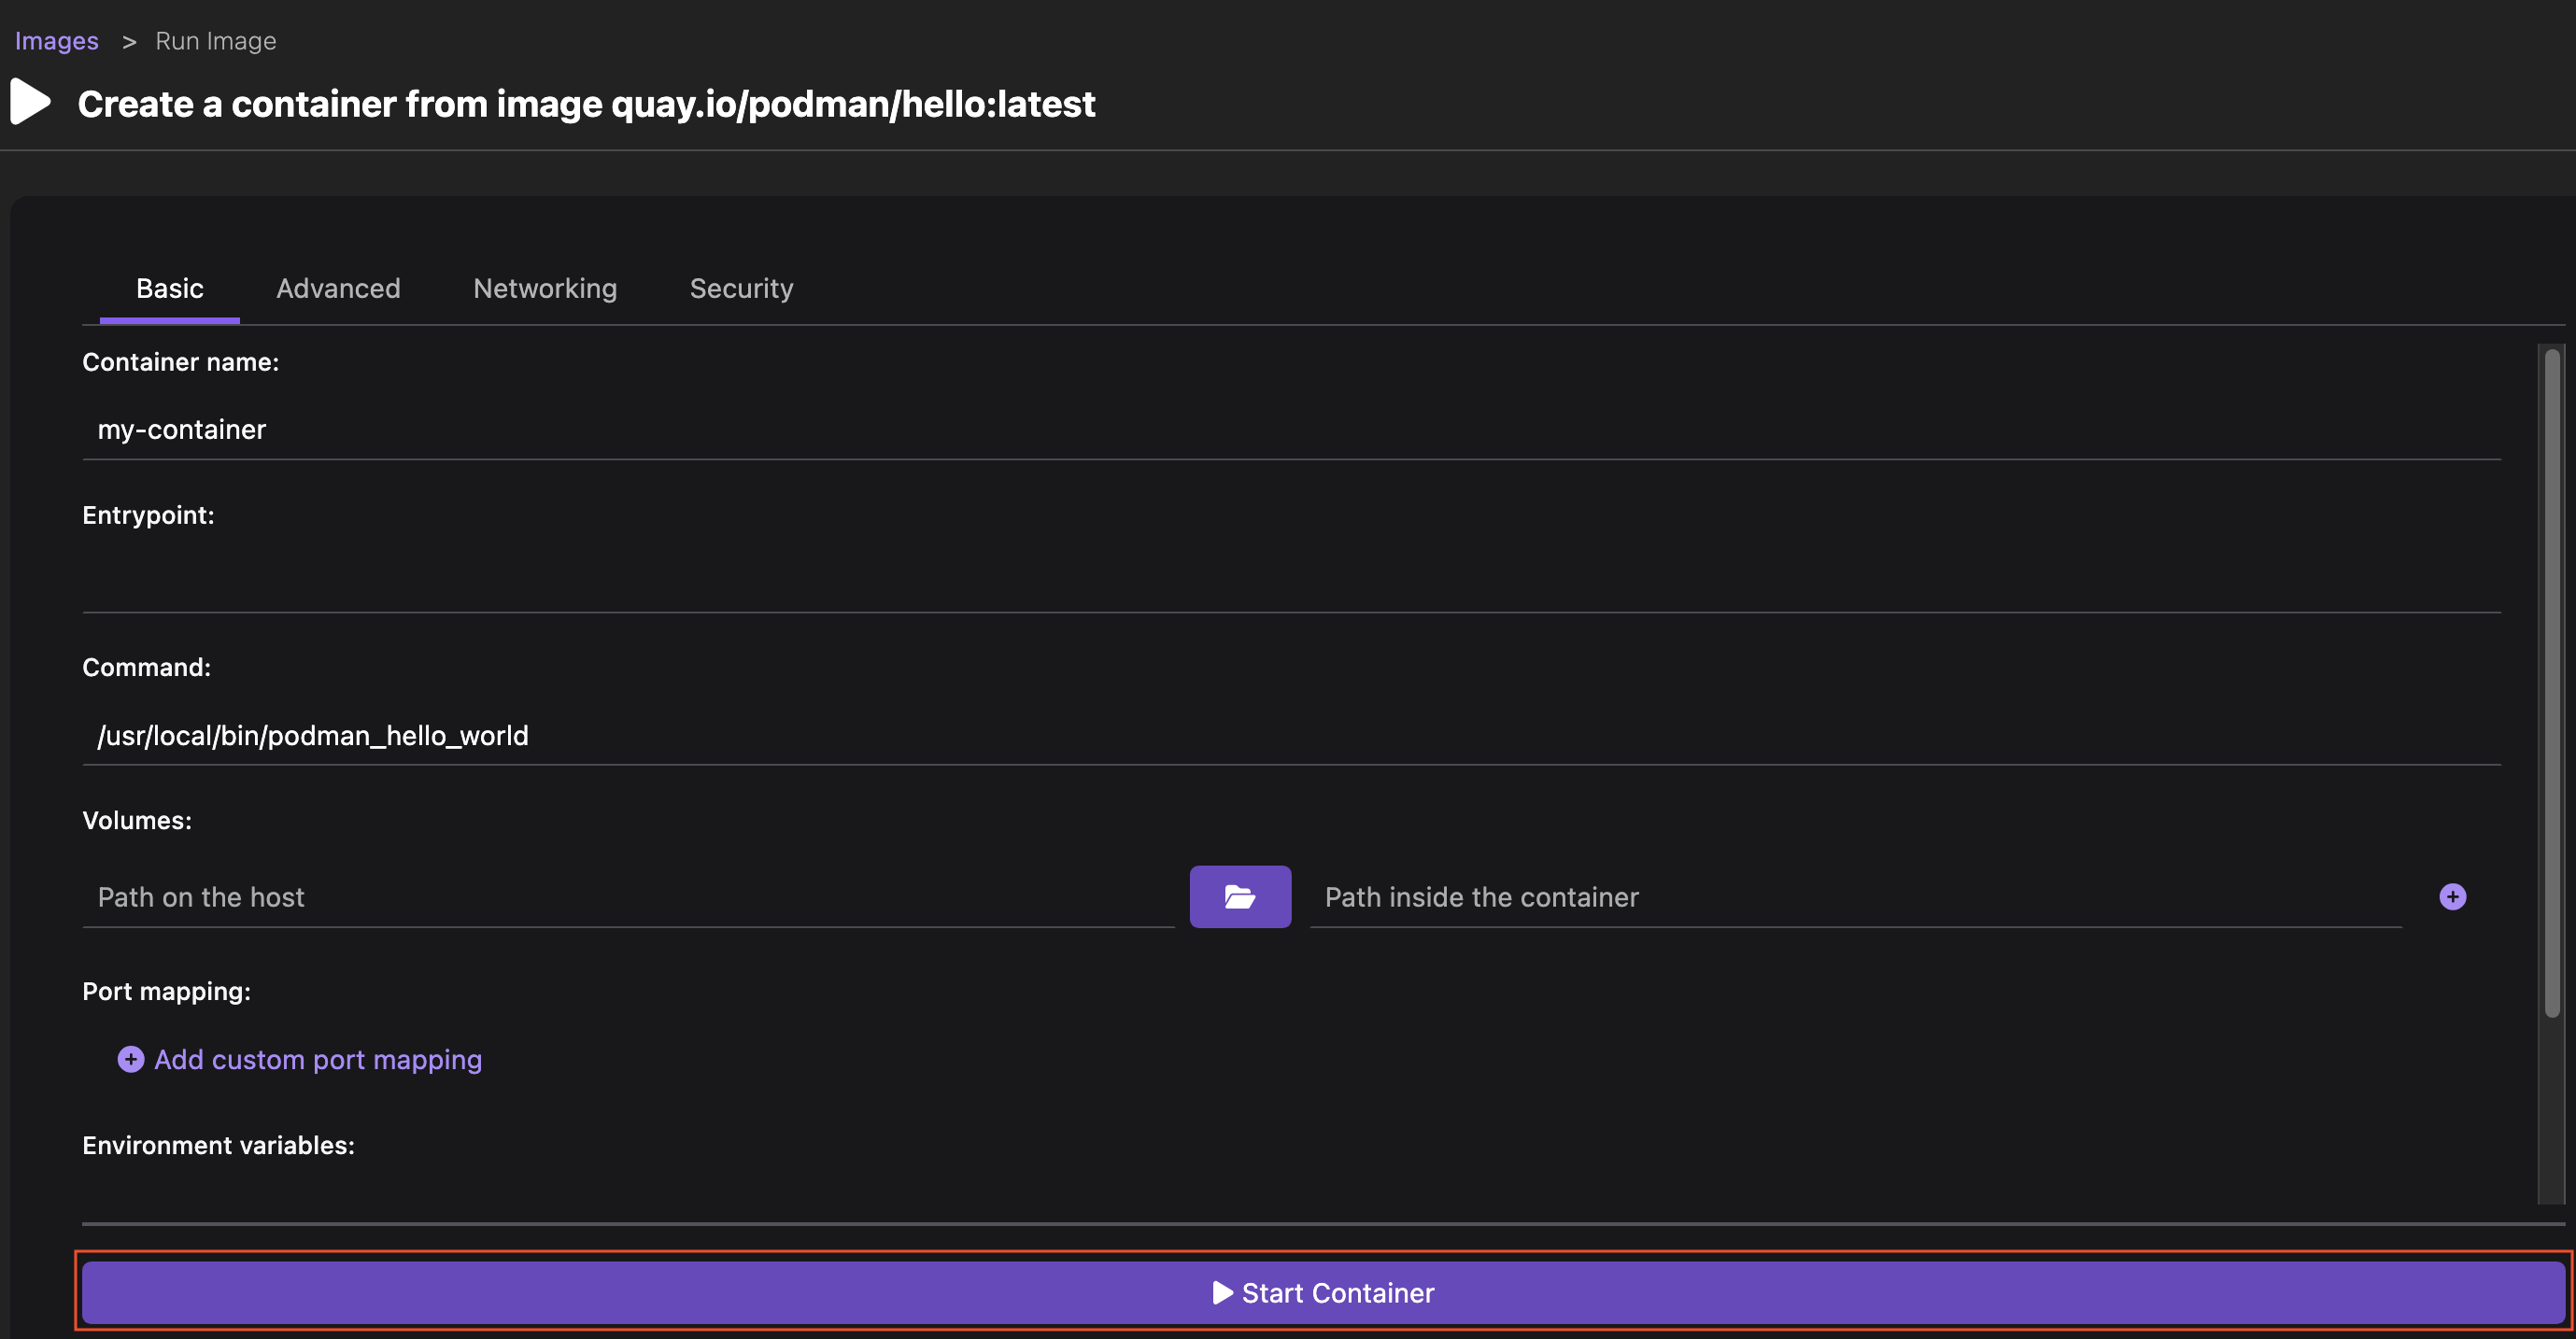 Images > Run Image
Create a container from image quay.io/podman/hello:latest
Basic Advanced Networking Security
Container name:
my-container
Entrypoint:
Command:
/usr/local/bin/podman_hello_world
Volumes:
Path on the host Path inside the container
Port mapping:
Add custom port mapping
Environment variables:
Start Container